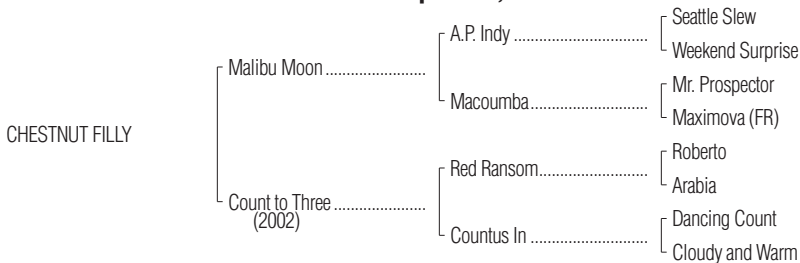 Seattle Slew
A.P. Indy
Weekend Surprise
Malibu Moon
Mr. Prospector
Macoumba
Maximova (FR)
CHESTNUT FILLY
Roberto
Red Ransom
Arabia
Count to Three
(2002)
Dancing Count
Countus In
Cloudy and Warm